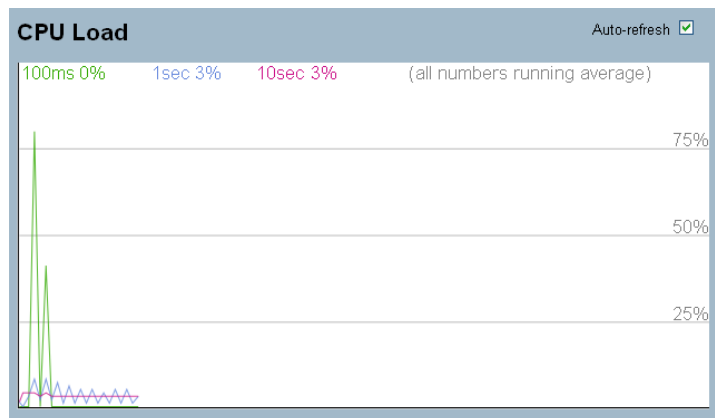 CPU Load
Auto-refresh
100ms 0% 1sec 3% 10sec 3% (all numbers running average)
75%
50%
25%